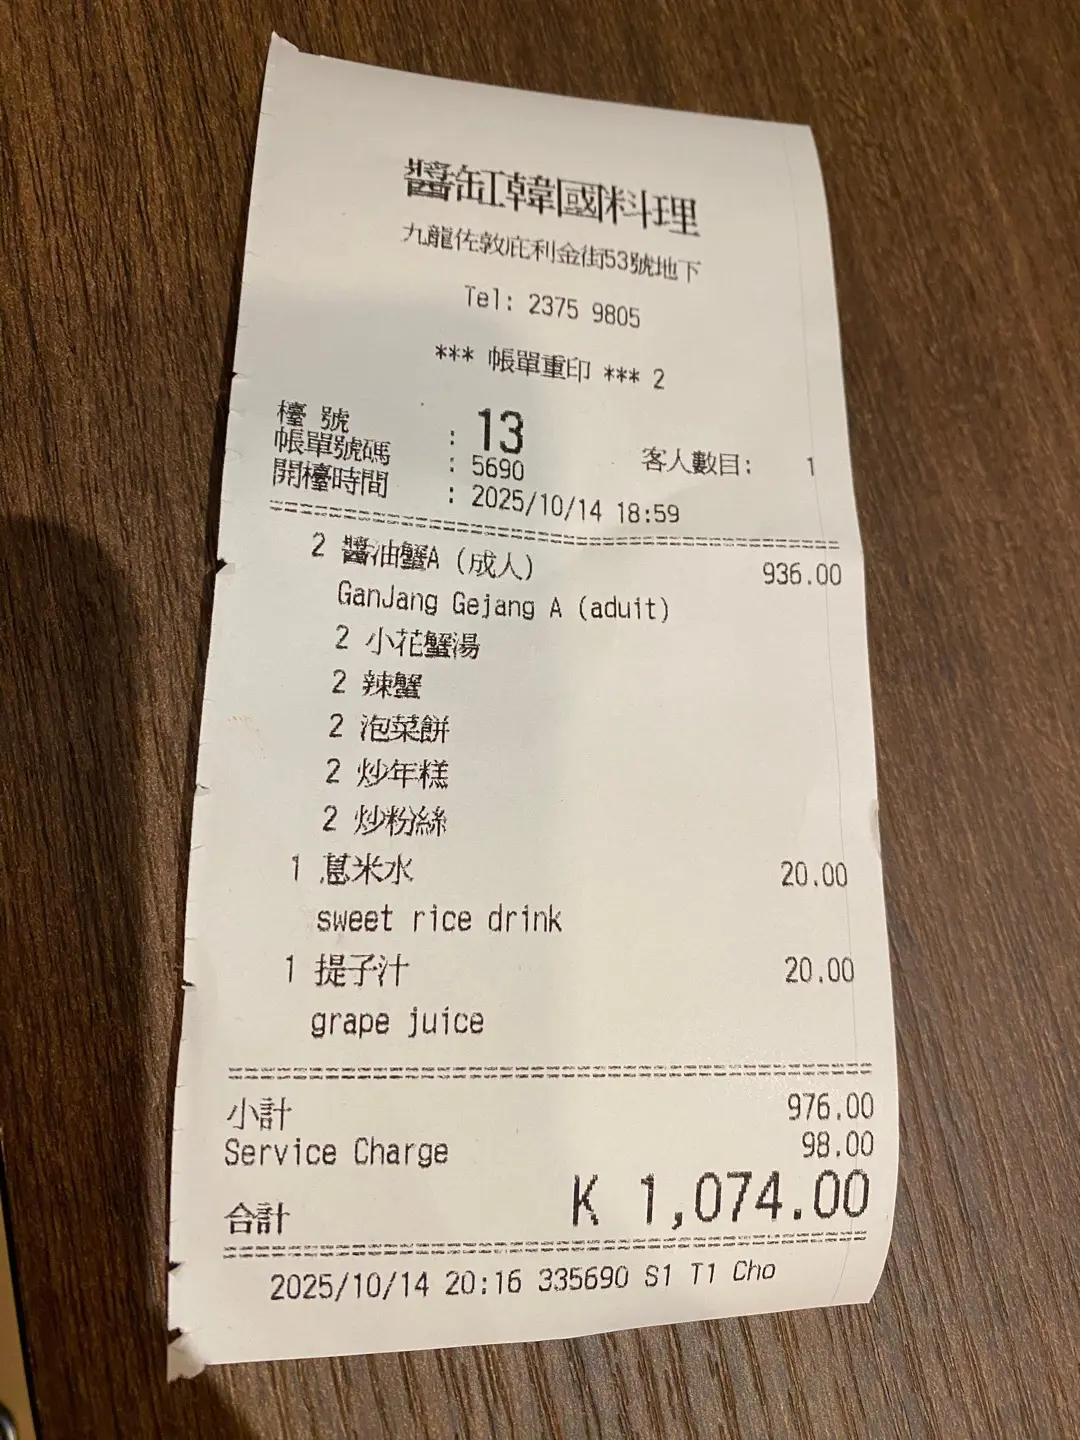 醬缸韓國料理
九龍佐敦庇利金街53號地下
Tel: 2375 9805
*** 帳單重印 *** 2
檯 號 : 13 客人數目: 1
帳單號碼 : 5690
開檯時間 : 2025/10/14 18:59
2 醬油蟹A (成人) 936.00
GanJang Gejang A (aduit)
2 小花蟹湯
2 辣蟹
2 泡菜餅
2 炒年糕
2 炒粉絲
1 薏米水 20.00
sweet rice drink
1 提子汁 20.00
grape juice
小計 976.00
Service Charge 98.00
合計 K 1,074.00
2025/10/14 20:16 335690 S1 T1 Cho